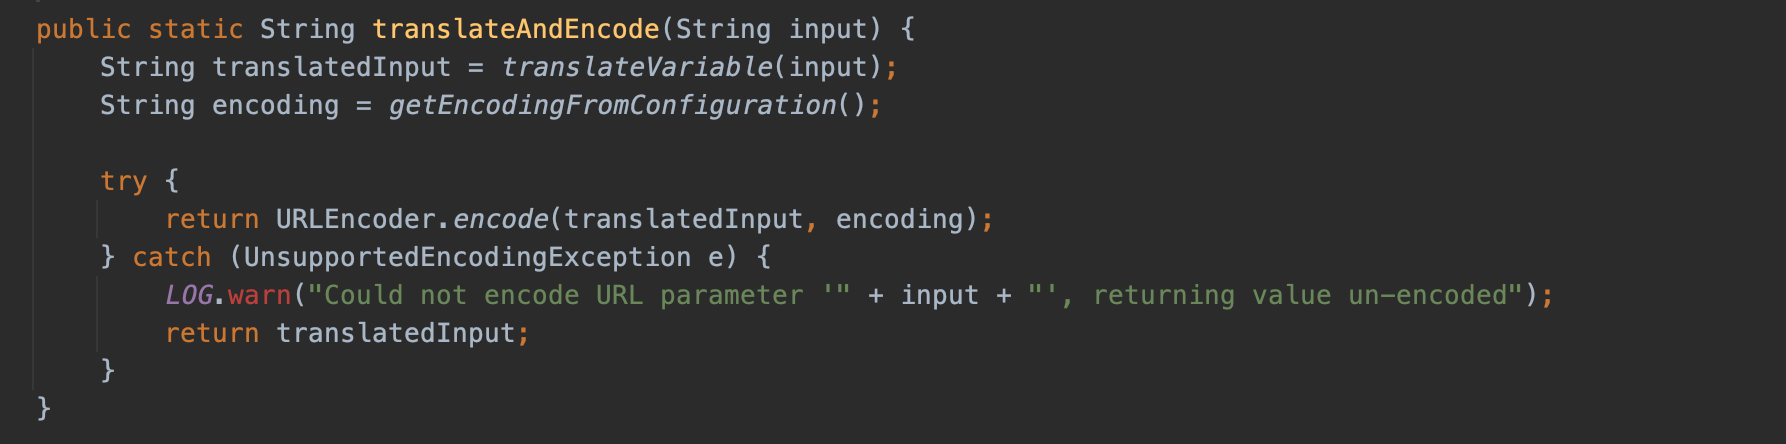 public static String translateAndEncode(String input) {
    String translatedInput = translateVariable(input);
    String encoding = getEncodingFromConfiguration();

    try {
        return URLEncoder.encode(translatedInput, encoding);
    } catch (UnsupportedEncodingException e) {
        LOG.warn("Could not encode URL parameter '" + input + "', returning value un-encoded");
        return translatedInput;
    }
}